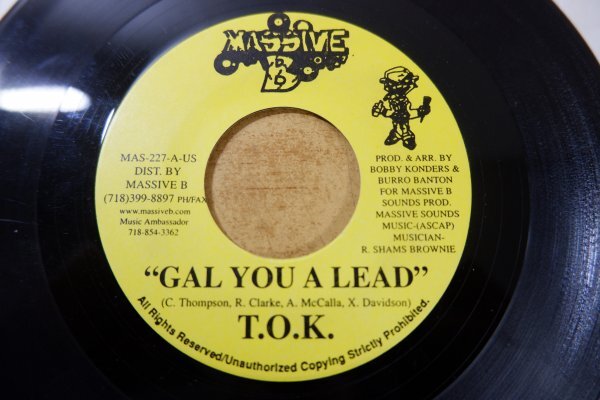 MASSIVE
B
MAS-227-A-US
DIST. BY
MASSIVE B
(718)399-8897 PH/FAX
www.massiveb.com
Music Ambassador
718-854-3362
PROD. & ARR. BY
BOBBY KONDERS &
BURRO BANTON
FOR MASSIVE B
SOUNDS PROD.
MASSIVE SOUNDS
MUSIC-(ASCAP)
MUSICIAN-
R. SHAMS BROWNIE
“GAL YOU A LEAD”
(C. Thompson, R. Clarke, A. McCalla, X. Davidson)
T.O.K.
All Rights Reserved/Unauthorized Copying Strictly Prohibited.